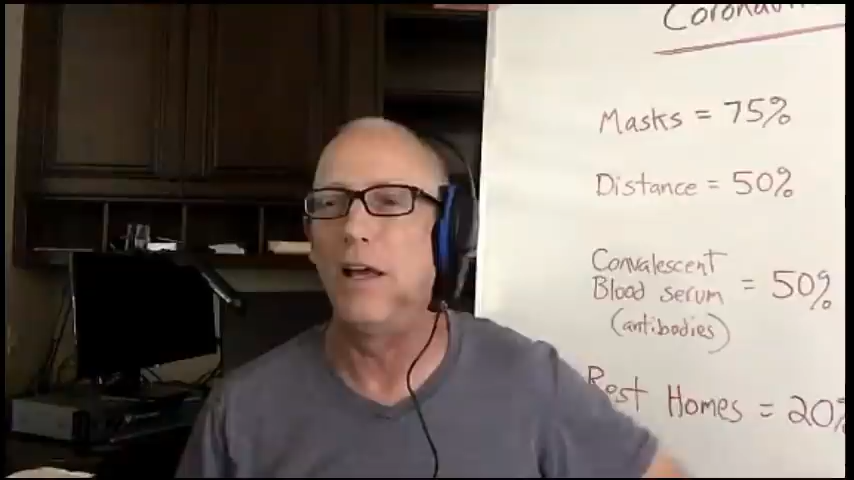 Masks = 75%
Distance = 50%
Convalescent
Blood serum = 50%
(antibodies)
Rest Homes = 20%